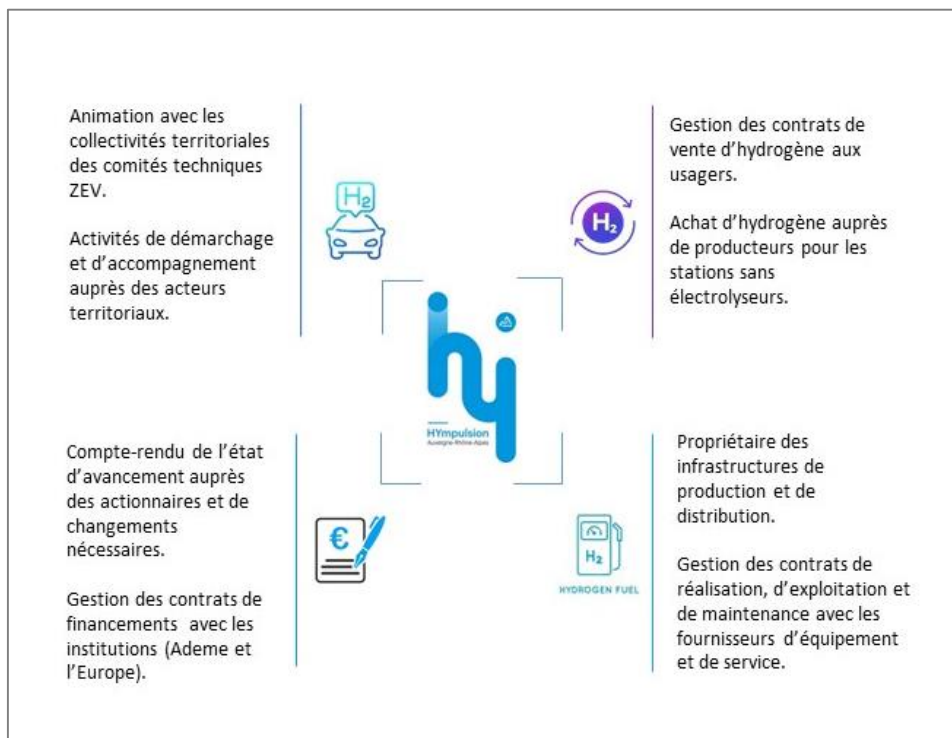 Animation avec les
collectivités territoriales
des comités techniques
ZEV.
Activités de démarchage
et d’accompagnement
auprès des acteurs
territoriaux.
H2
Gestion des contrats de
vente d’hydrogène aux
usagers.
Achat d’hydrogène auprès
de producteurs pour les
stations sans
électrolyseurs.
H2
hy
HYmpulsion
Auvergne-Rhône-Alpes
Compte-rendu de l’état
d’avancement auprès
des actionnaires et de
changements
nécessaires.
Gestion des contrats de
financements avec les
institutions (Ademe et
l’Europe).
€
Propriétaire des
infrastructures de
production et de
distribution.
Gestion des contrats de
réalisation, d’exploitation et
de maintenance avec les
fournisseurs d’équipement
et de service.
H2
HYDROGEN FUEL